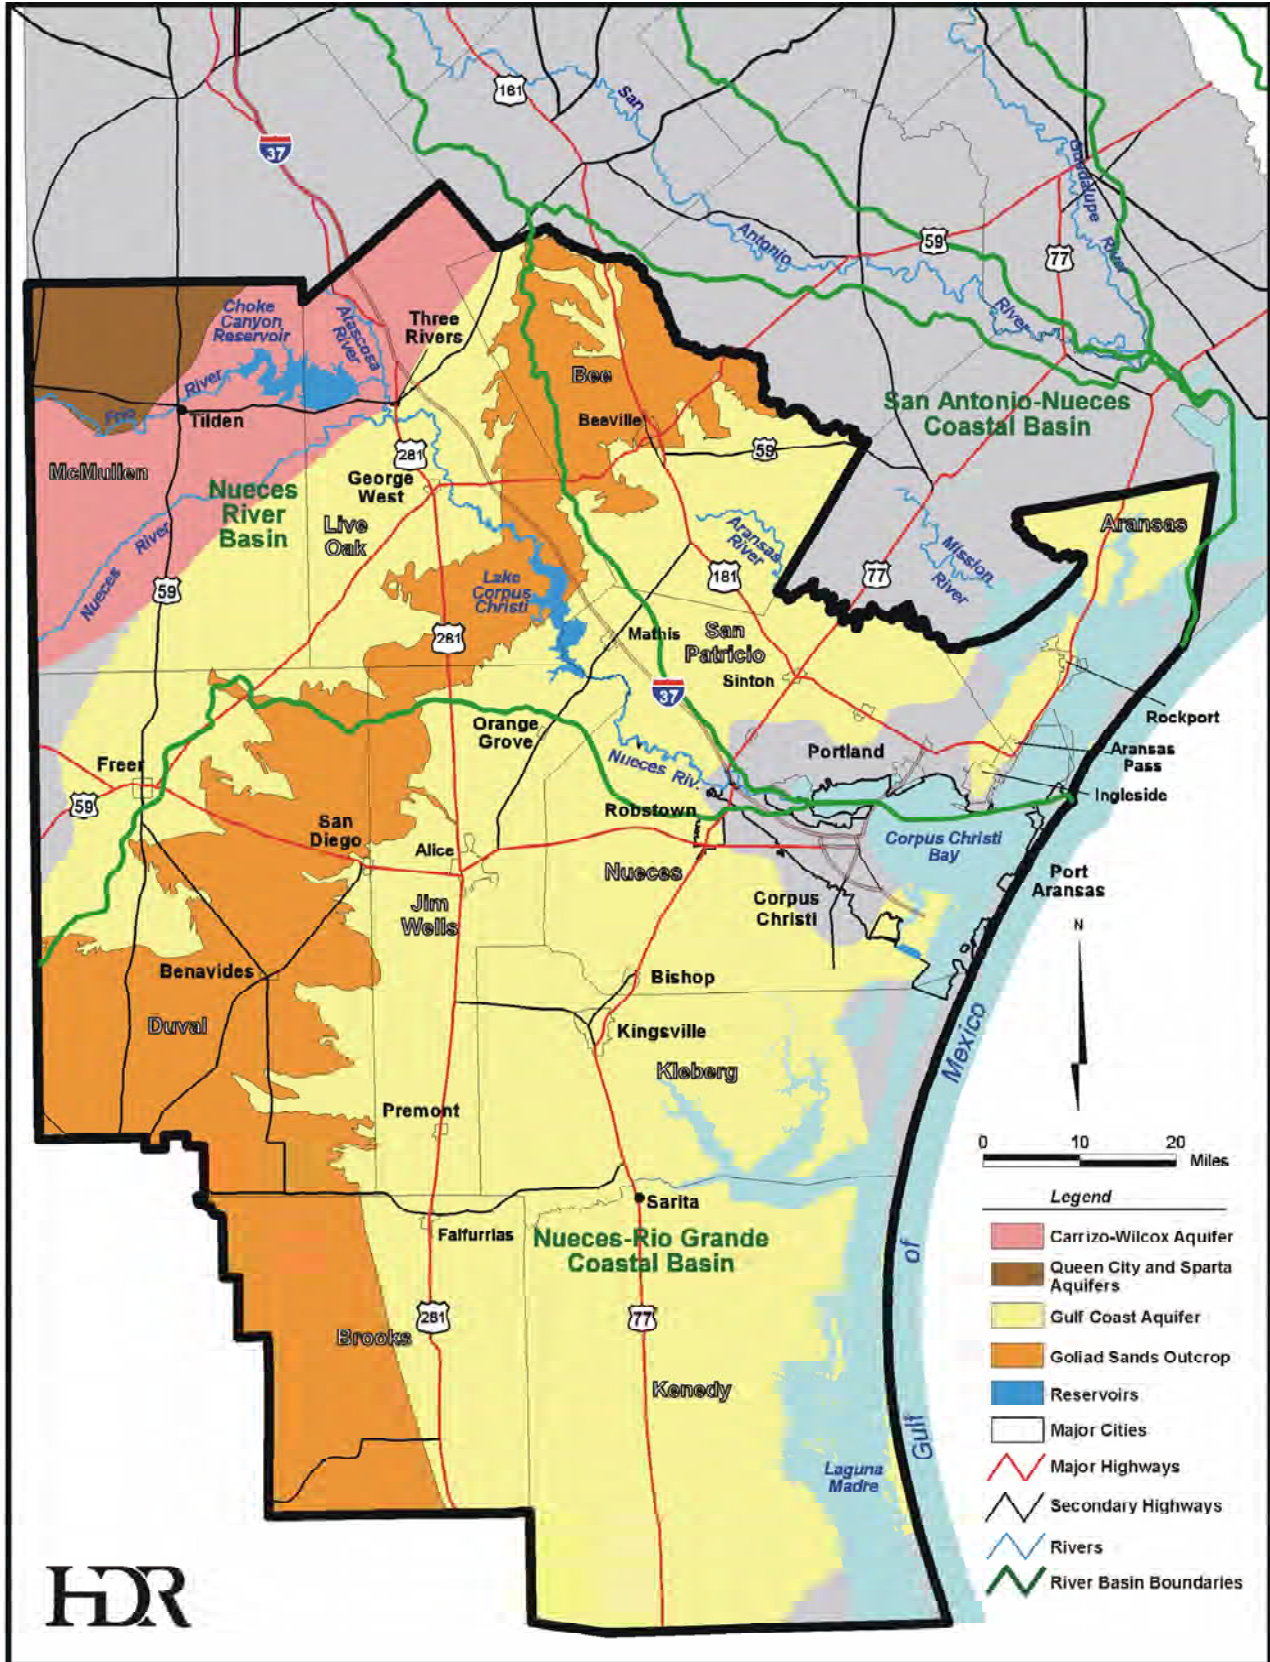 181
San
37
Guadalupe
Antonio
59
77
River
River
Choke
Canyon
Reservoir
Atascosa
River
Three
Rivers
River
Frio
Tilden
Bee
Beeville
San Antonio-Nueces
Coastal Basin
McMullen
281
59
George
West
Nueces
River
Basin
Live
Oak
Aransas
Aransas
River
Mission
River
Nueces
River
59
181
77
Lake
Corpus
Christi
281
Mathis
San
Patricio
Sinton
37
Rockport
Orange
Grove
Portland
Aransas
Pass
Nueces Riv.
Freer
Ingleside
59
Robstown
San
Diego
Alice
Corpus Christi
Bay
Nueces
Port
Aransas
Jim
Wells
Corpus
Christi
N
Benavides
Bishop
Duval
Kingsville
Mexico
Kleberg
Premont
0 10 20
Miles
Sarita
Legend
Falfurrias
Nueces-Rio Grande
Coastal Basin
of
Carrizo-Wilcox Aquifer
Queen City and Sparta
Aquifers
281
77
Gulf Coast Aquifer
Brooks
Goliad Sands Outcrop
Kenedy
Reservoirs
Gulf
Major Cities
Laguna
Madre
Major Highways
Secondary Highways
Rivers
River Basin Boundaries
HDR